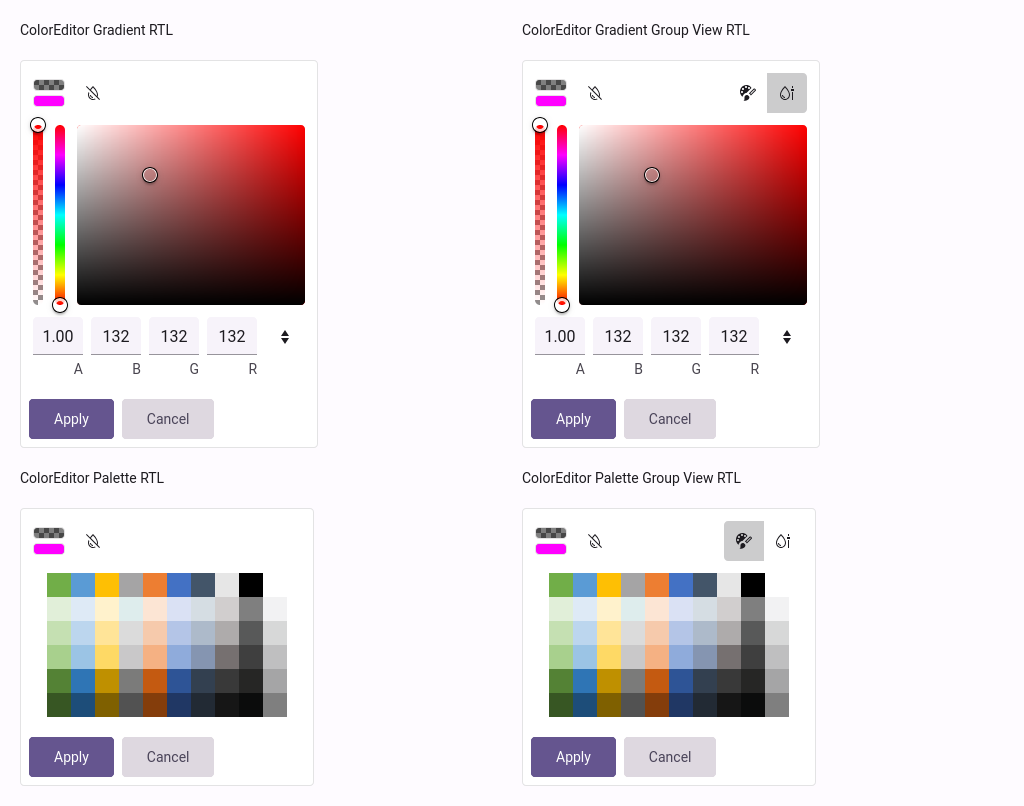 ColorEditor Gradient RTL
ColorEditor Gradient Group View RTL
1.00 132 132 132
A B G R
Apply Cancel
1.00 132 132 132
A B G R
Apply Cancel
ColorEditor Palette RTL
ColorEditor Palette Group View RTL
Apply Cancel
Apply Cancel